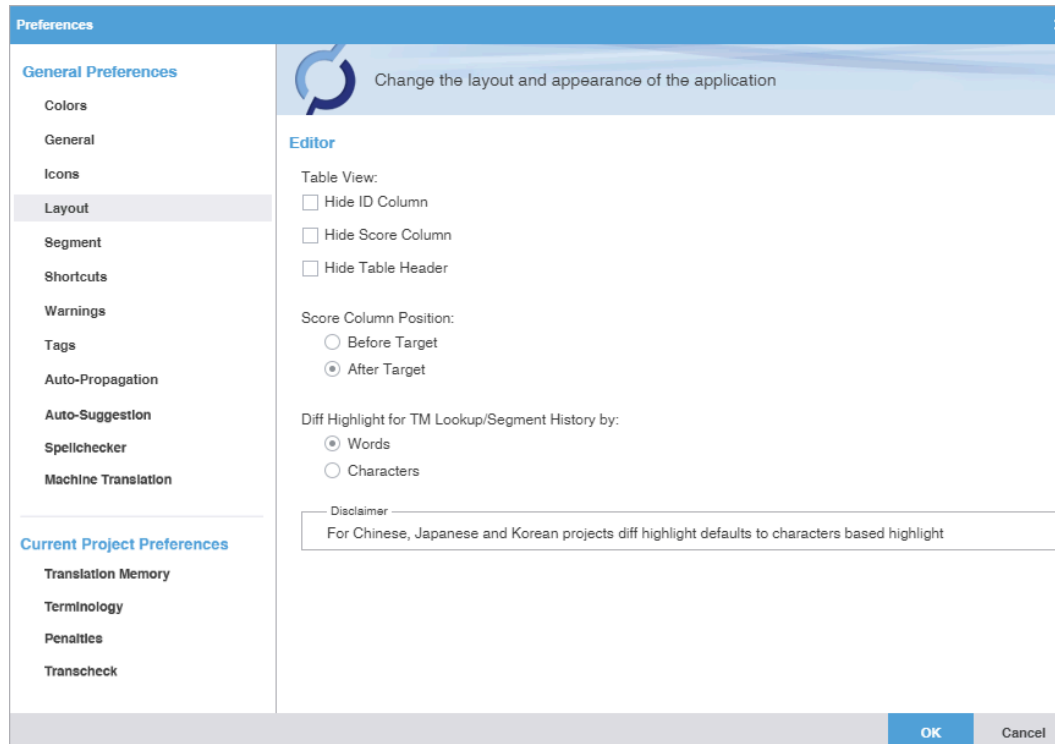 Preferences
General Preferences
Colors
General
Icons
Layout
Segment
Shortcuts
Warnings
Tags
Auto-Propagation
Auto-Suggestion
Spellchecker
Machine Translation
Current Project Preferences
Translation Memory
Terminology
Penalties
Transcheck
Change the layout and appearance of the application
Editor
Table View:
Hide ID Column
Hide Score Column
Hide Table Header
Score Column Position:
Before Target
After Target
Diff Highlight for TM Lookup/Segment History by:
Words
Characters
Disclaimer
For Chinese, Japanese and Korean projects diff highlight defaults to characters based highlight
OK
Cancel